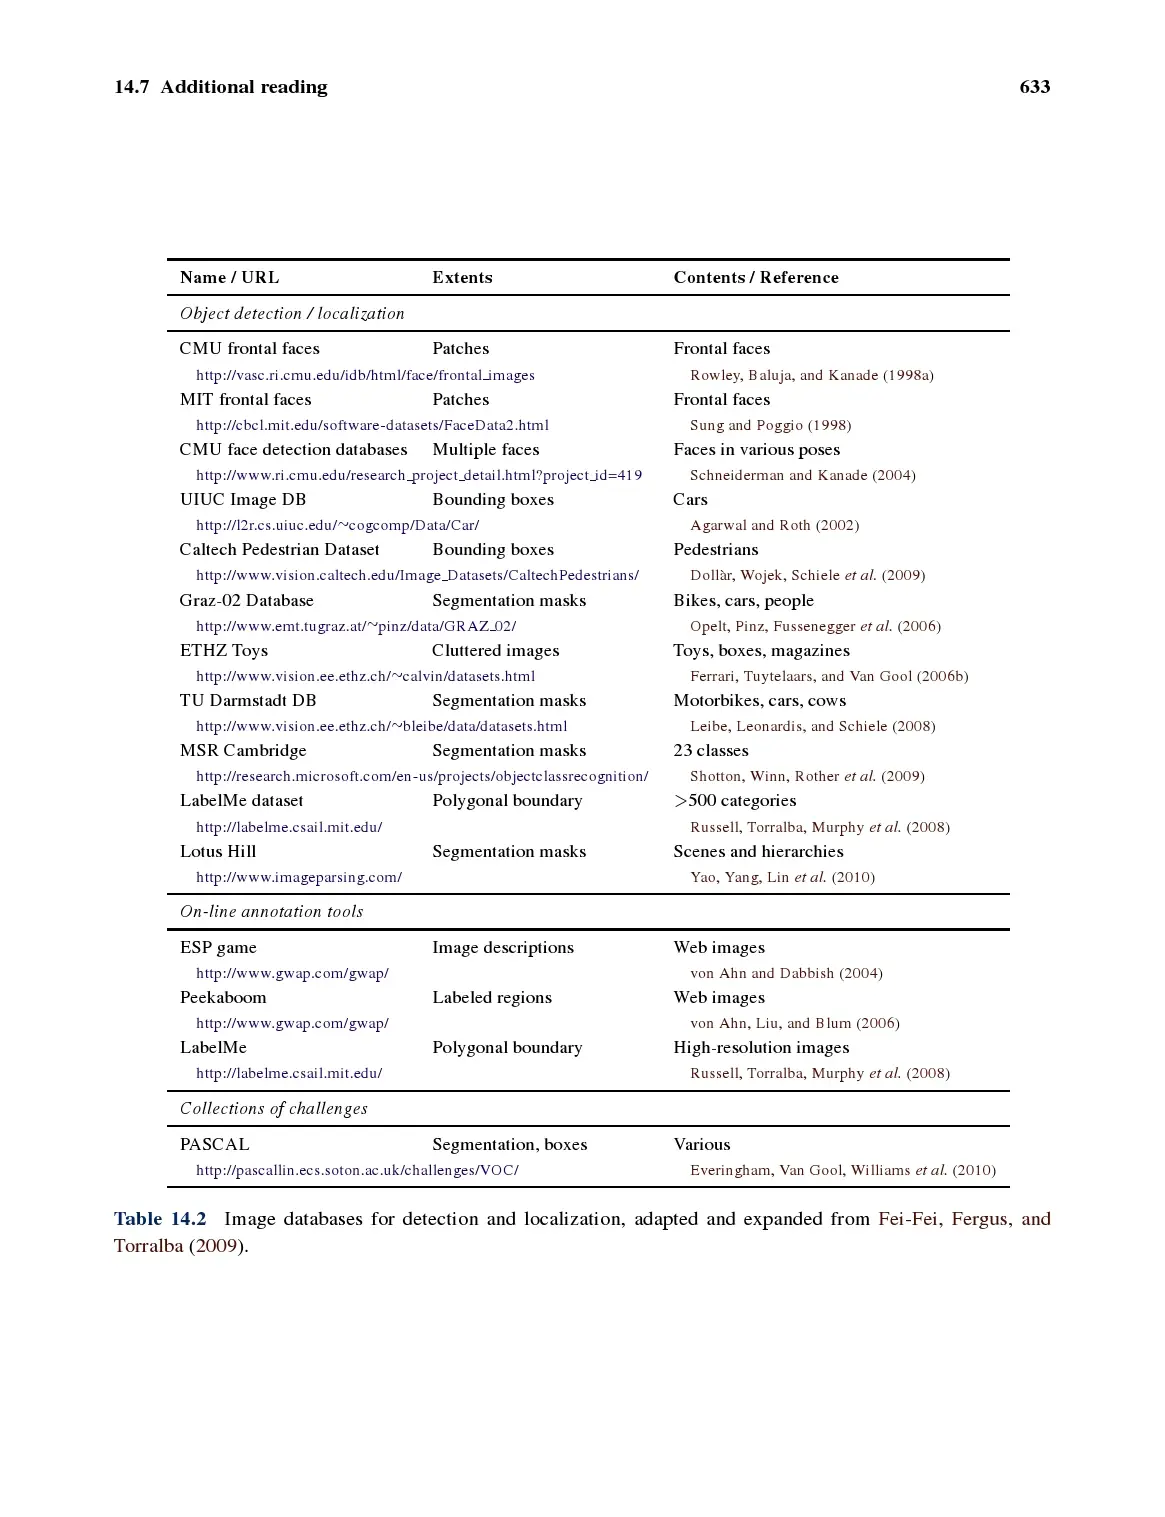 14.7 Additional reading 633
Name / URL Extents Contents / Reference
Object detection / localization
CMU frontal faces Patches Frontal faces
http://vasc.ri.cmu.edu/idb/html/face/frontal_images Rowley, Baluja, and Kanade (1998a)
MIT frontal faces Patches Frontal faces
http://cbcl.mit.edu/software-datasets/FaceData2.html Sung and Poggio (1998)
CMU face detection databases Multiple faces Faces in various poses
http://www.ri.cmu.edu/research_project_detail.html?project_id=419 Schneiderman and Kanade (2004)
UIUC Image DB Bounding boxes Cars
http://l2r.cs.uiuc.edu/~cogcomp/Data/Car/ Agarwal and Roth (2002)
Caltech Pedestrian Dataset Bounding boxes Pedestrians
http://www.vision.caltech.edu/Image_Datasets/CaltechPedestrians/ Dollàr, Wojek, Schiele et al. (2009)
Graz-02 Database Segmentation masks Bikes, cars, people
http://www.emt.tugraz.at/~pinz/data/GRAZ_02/ Opelt, Pinz, Fussenegger et al. (2006)
ETHZ Toys Cluttered images Toys, boxes, magazines
http://www.vision.ee.ethz.ch/~calvin/datasets.html Ferrari, Tuytelaars, and Van Gool (2006b)
TU Darmstadt DB Segmentation masks Motorbikes, cars, cows
http://www.vision.ee.ethz.ch/~bleibe/data/datasets.html Leibe, Leonardis, and Schiele (2008)
MSR Cambridge Segmentation masks 23 classes
http://research.microsoft.com/en-us/projects/objectclassrecognition/ Shotton, Winn, Rother et al. (2009)
LabelMe dataset Polygonal boundary >500 categories
http://labelme.csail.mit.edu/ Russell, Torralba, Murphy et al. (2008)
Lotus Hill Segmentation masks Scenes and hierarchies
http://www.imageparsing.com/ Yao, Yang, Lin et al. (2010)
On-line annotation tools
ESP game Image descriptions Web images
http://www.gwap.com/gwap/ von Ahn and Dabbish (2004)
Peekaboom Labeled regions Web images
http://www.gwap.com/gwap/ von Ahn, Liu, and Blum (2006)
LabelMe Polygonal boundary High-resolution images
http://labelme.csail.mit.edu/ Russell, Torralba, Murphy et al. (2008)
Collections of challenges
PASCAL Segmentation, boxes Various
http://pascallin.ecs.soton.ac.uk/challenges/VOC/ Everingham, Van Gool, Williams et al. (2010)
Table 14.2 Image databases for detection and localization, adapted and expanded from Fei-Fei, Fergus, and
Torralba (2009).